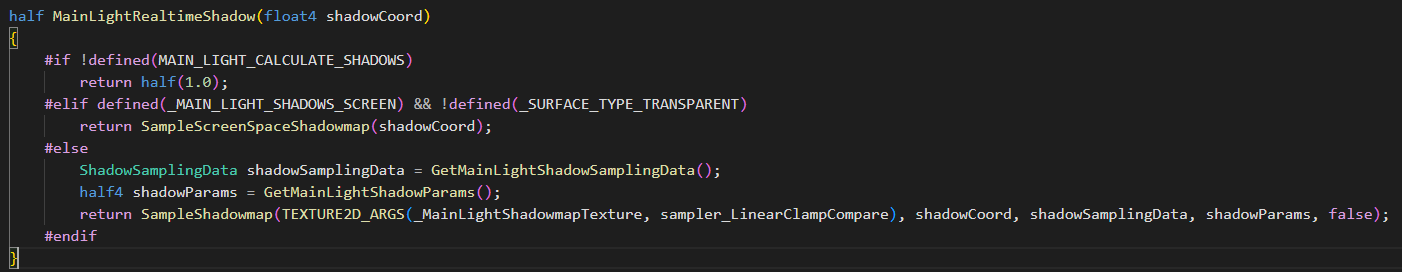 half MainLightRealtimeShadow(float4 shadowCoord)
{
    #if !defined(MAIN_LIGHT_CALCULATE_SHADOWS)
        return half(1.0);
    #elif defined(_MAIN_LIGHT_SHADOWS_SCREEN) && !defined(_SURFACE_TYPE_TRANSPARENT)
        return SampleScreenSpaceShadowmap(shadowCoord);
    #else
        ShadowSamplingData shadowSamplingData = GetMainLightShadowSamplingData();
        half4 shadowParams = GetMainLightShadowParams();
        return SampleShadowmap(TEXTURE2D_ARGS(_MainLightShadowmapTexture, sampler_LinearClampCompare), shadowCoord, shadowSamplingData, shadowParams, false);
    #endif
}